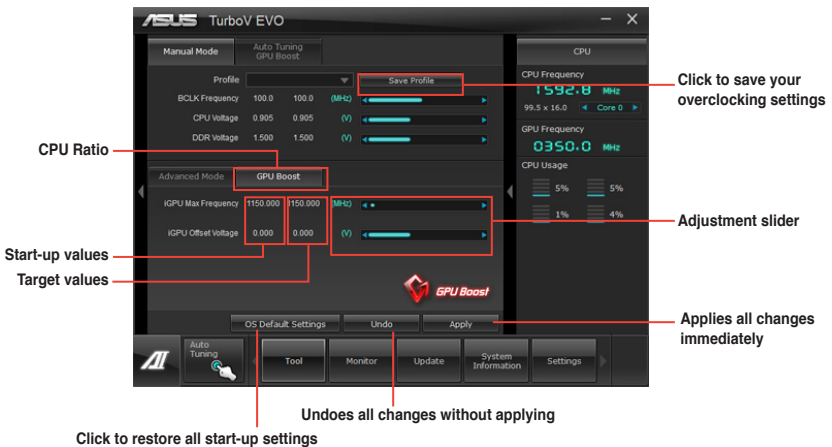 ASUS TurboV EVO
Manual Mode
Auto Tuning
GPU Boost
CPU
Profile
Save Profile
BCLK Frequency 100.0 100.0 (MHz)
CPU Voltage 0.905 0.905 (V)
DDR Voltage 1.500 1.500 (V)
CPU Frequency
1592.8 MHz
99.5 x 16.0 Core 0
GPU Frequency
0350.0 MHz
CPU Usage
5% 5%
1% 4%
Advanced Mode
GPU Boost
iGPU Max Frequency 1150.000 1150.000 (MHz)
iGPU Offset Voltage 0.000 0.000 (V)
GPU Boost
OS Default Settings
Undo
Apply
AI
Auto
Tuning
Tool
Monitor
Update
System
Information
Settings
Click to save your
overclocking settings
CPU Ratio
Adjustment slider
Start-up values
Target values
Applies all changes
immediately
Undoes all changes without applying
Click to restore all start-up settings